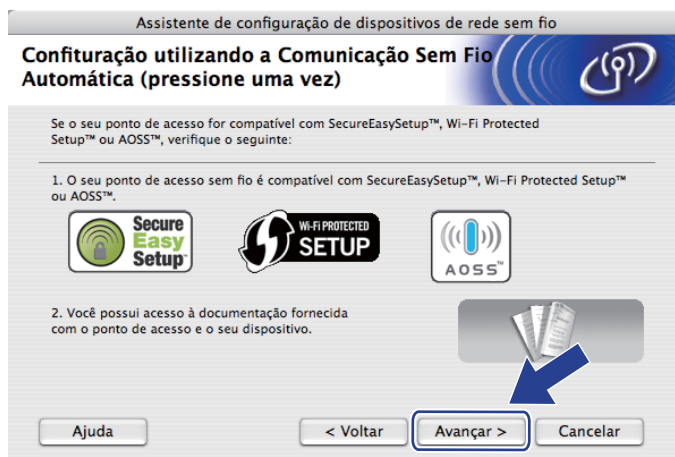 Assistente de configuração de dispositivos de rede sem fio
Confituração utilizando a Comunicação Sem Fio
Automática (pressione uma vez)
Se o seu ponto de acesso for compatível com SecureEasySetup™, Wi-Fi Protected
Setup™ ou AOSS™, verifique o seguinte:
1. O seu ponto de acesso sem fio é compatível com SecureEasySetup™, Wi-Fi Protected Setup™
ou AOSS™.
Secure
Easy
Setup™
WI-FI PROTECTED
SETUP
AOSS™
2. Você possui acesso à documentação fornecida
com o ponto de acesso e o seu dispositivo.
Ajuda
< Voltar
Avançar >
Cancelar